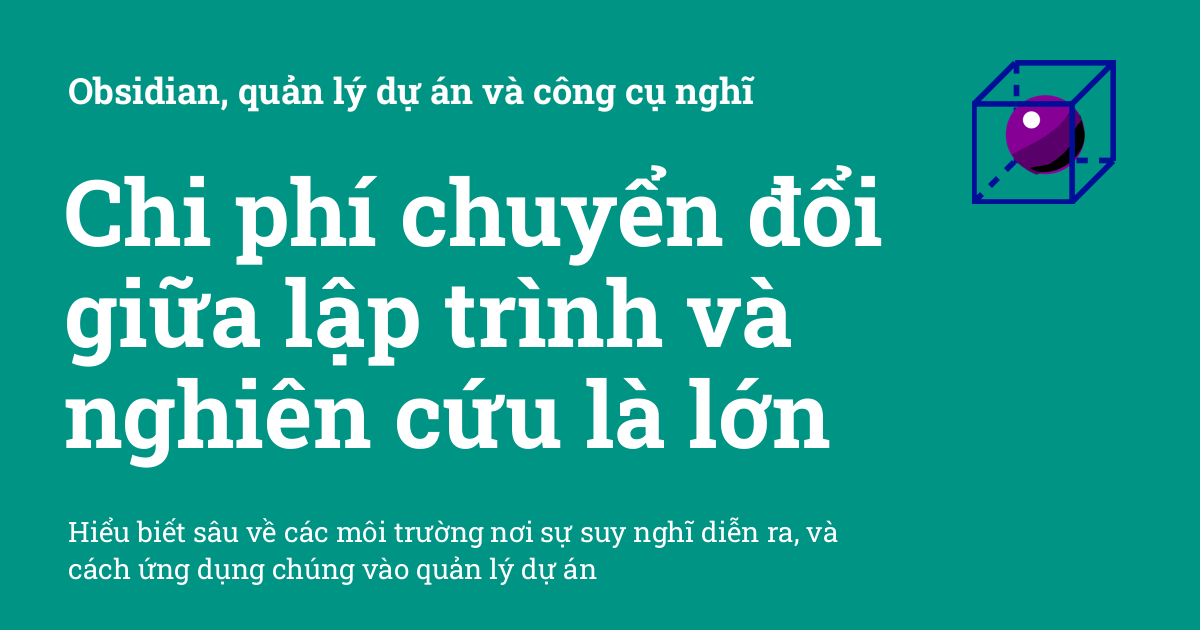 Obsidian, quản lý dự án và công cụ nghĩ
Chi phí chuyển đổi
giữa lập trình và
nghiên cứu là lớn
Hiểu biết sâu về các môi trường nơi sự suy nghĩ diễn ra, và
cách ứng dụng chúng vào quản lý dự án